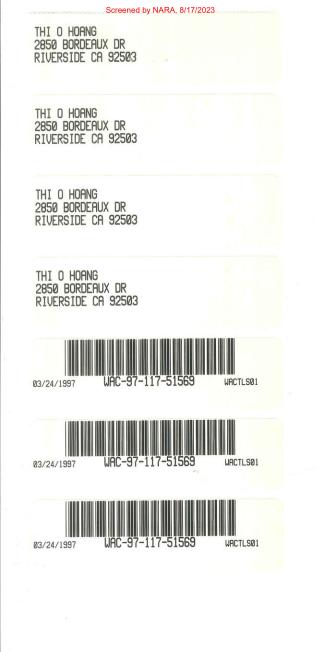 Screened by NARA, 8/17/2023
THI O HOANG
2850 BORDEAUX DR
RIVERSIDE CA 92503
THI O HOANG
2850 BORDEAUX DR
RIVERSIDE CA 92503
THI O HOANG
2850 BORDEAUX DR
RIVERSIDE CA 92503
THI O HOANG
2850 BORDEAUX DR
RIVERSIDE CA 92503
03/24/1997 WAC-97-117-51569 WACTLS01
03/24/1997 WAC-97-117-51569 WACTLS01
03/24/1997 WAC-97-117-51569 WACTLS01